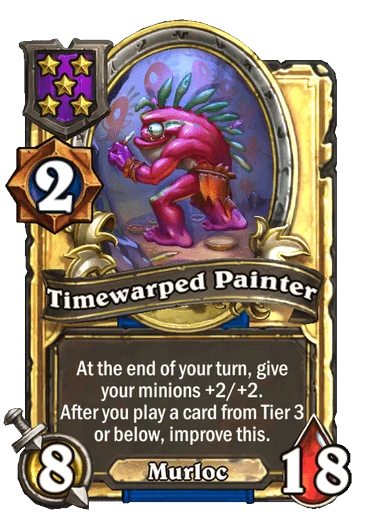 2
Timewarped Painter
At the end of your turn, give
your minions +2/+2.
After you play a card from Tier 3
or below, improve this.
8
Murloc
18